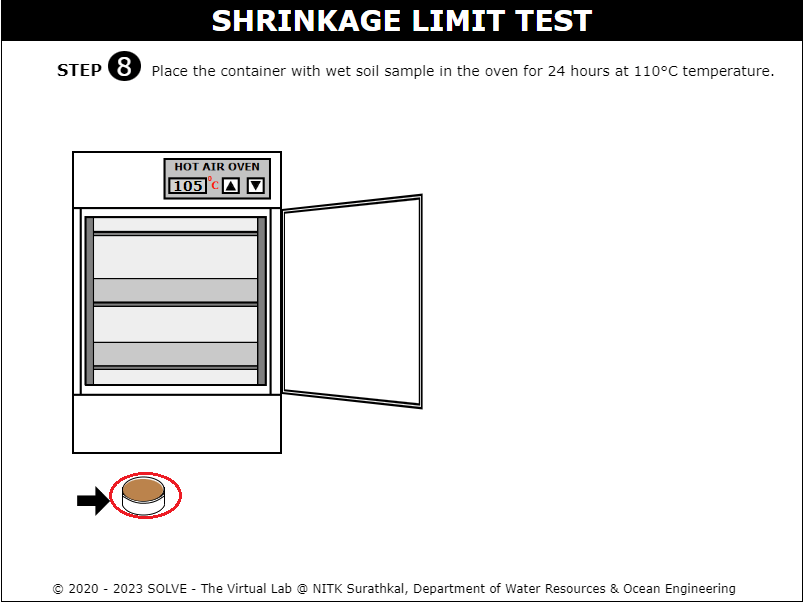 SHRINKAGE LIMIT TEST
STEP 8 Place the container with wet soil sample in the oven for 24 hours at 110°C temperature.
HOT AIR OVEN
105 °C
© 2020 - 2023 SOLVE - The Virtual Lab @ NITK Surathkal, Department of Water Resources & Ocean Engineering